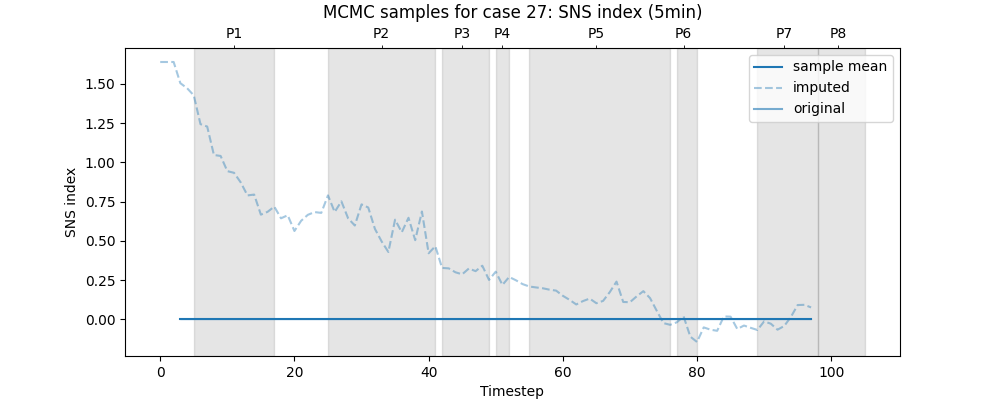 MCMC samples for case 27: SNS index (5min)
P1 P2 P3 P4 P5 P6 P7 P8
sample mean
imputed
original
1.50
1.25
1.00
0.75
0.50
0.25
0.00
SNS index
0 20 40 60 80 100
Timestep